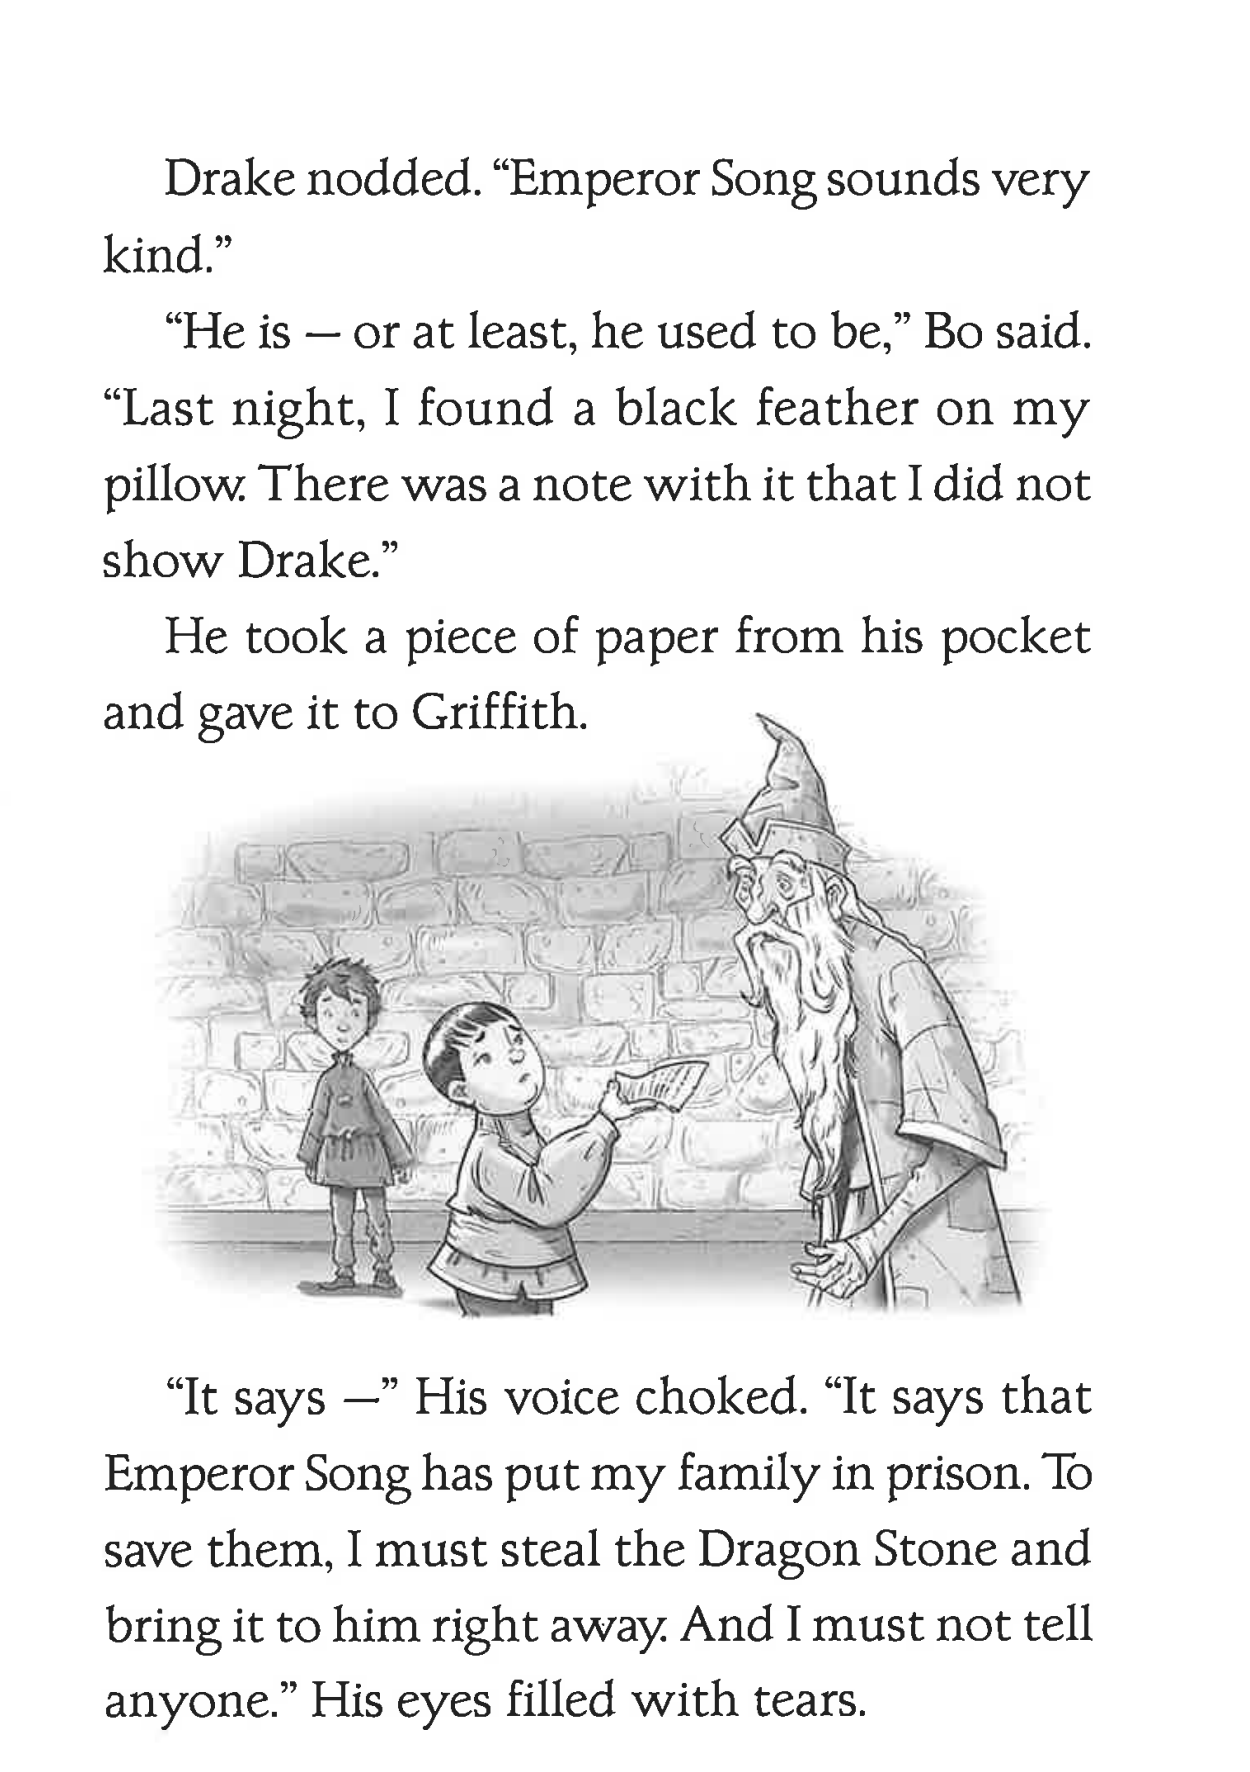 Drake nodded. “Emperor Song sounds very
kind.”
“He is — or at least, he used to be,” Bo said.
“Last night, I found a black feather on my
pillow. There was a note with it that I did not
show Drake.”
He took a piece of paper from his pocket
and gave it to Griffith.
“It says —” His voice choked. “It says that
Emperor Song has put my family in prison. To
save them, I must steal the Dragon Stone and
bring it to him right away. And I must not tell
anyone.” His eyes filled with tears.